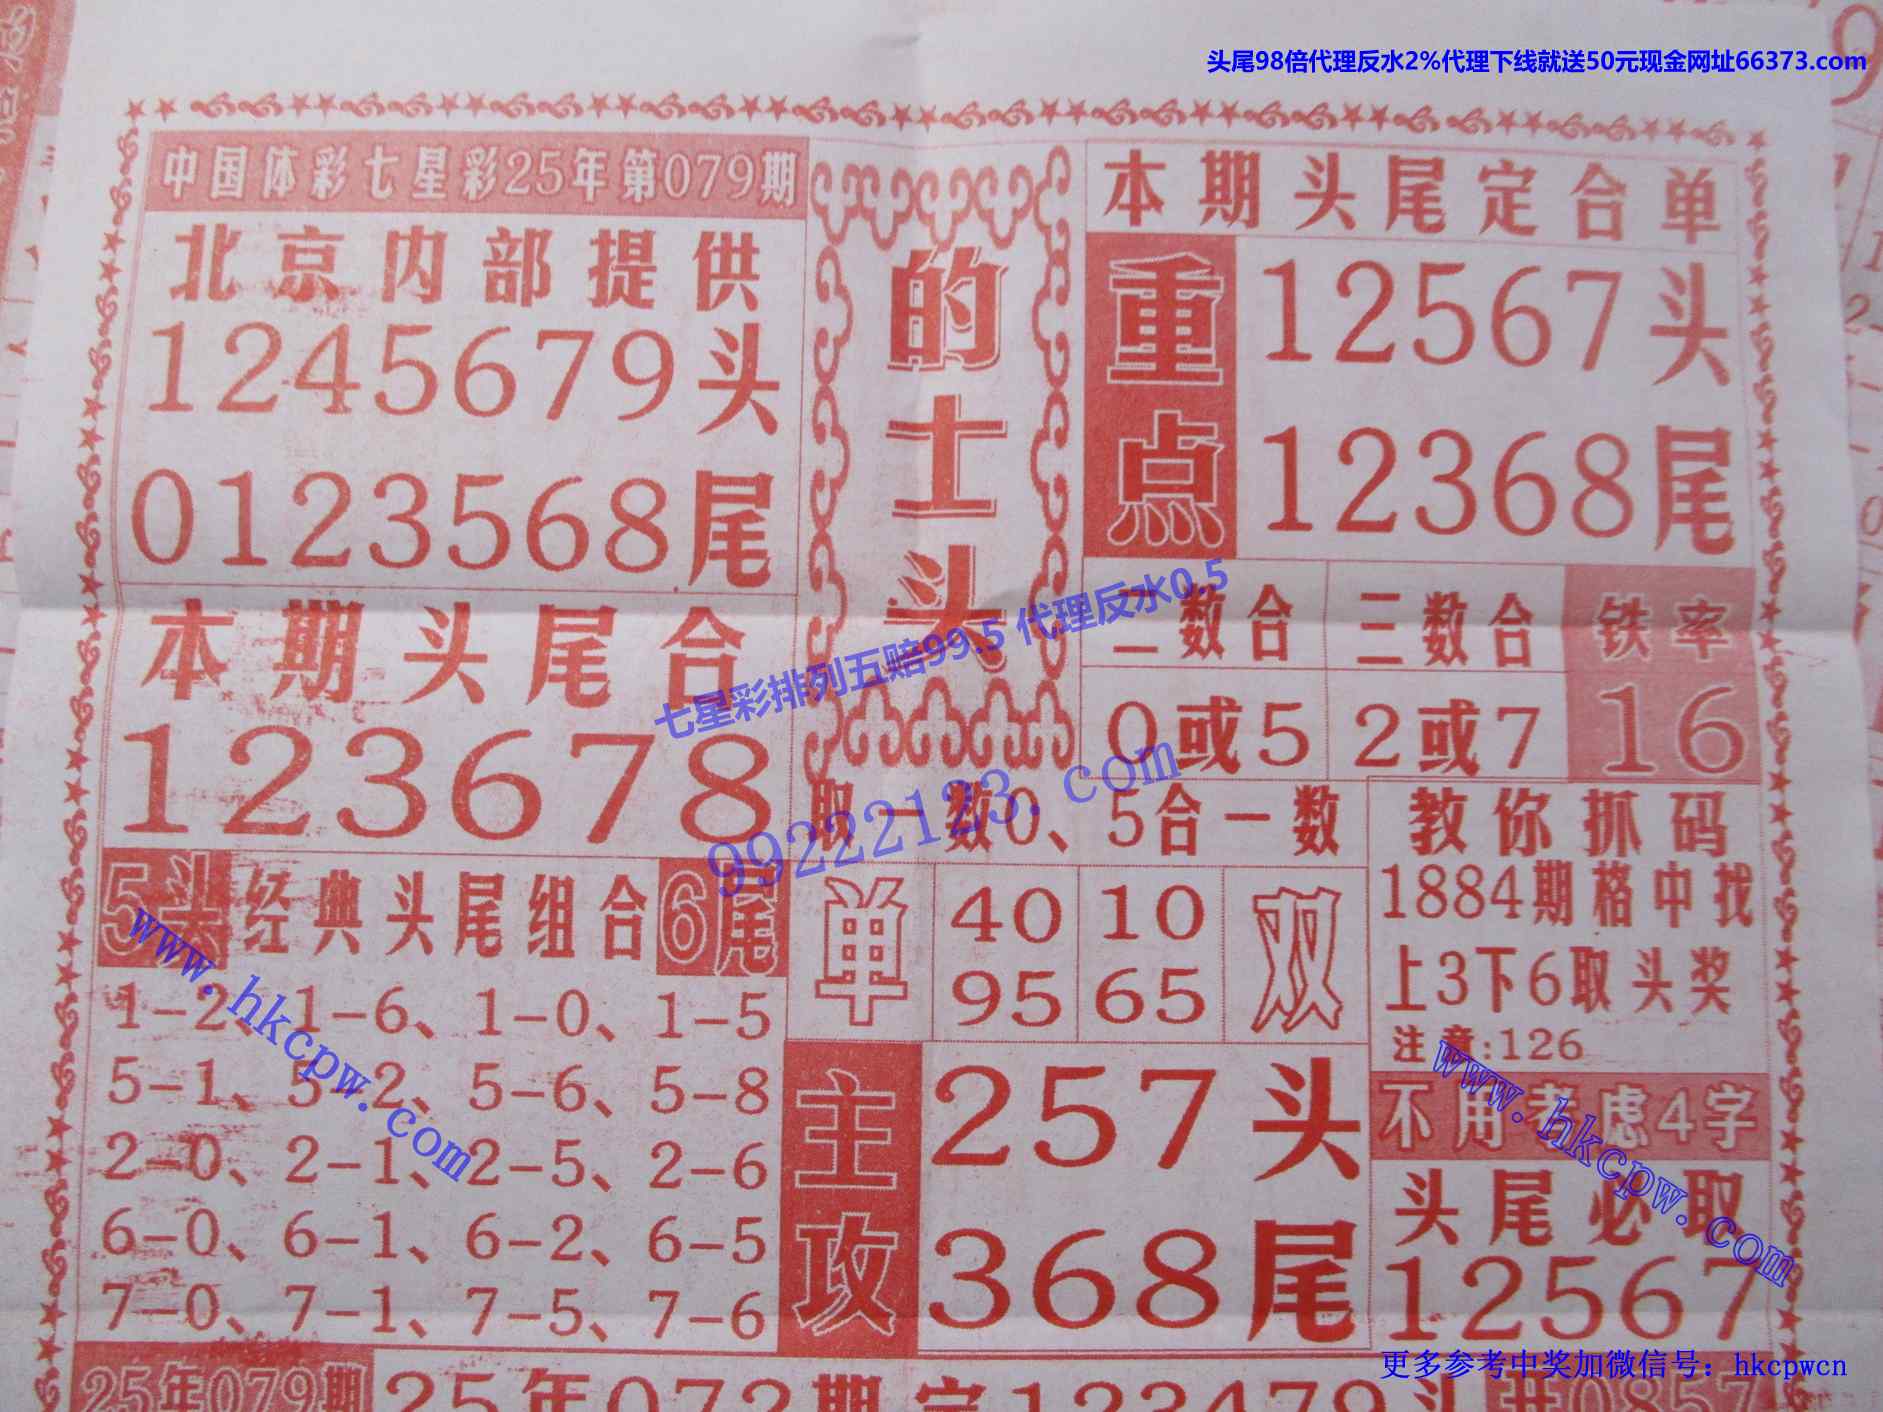 头尾98倍代理反水2%代理下线就送50元现金网址66373.com
中国体彩七星彩25年第079期
北京内部提供
1245679头
0123568尾
的士头
本期头尾定合单
重点
12567头
12368尾
二数合
三数合
铁率
0或5
2或7
16
本期头尾合
123678
七星彩排列五赔99.5 代理反水0.5
99222123.com
取一数0、5合一数
5头 经典头尾组合 6尾
1-2、1-6、1-0、1-5
5-1、5-2、5-6、5-8
2-0、2-1、2-5、2-6
6-0、6-1、6-2、6-5
7-0、7-1、7-5、7-6
www.hkcpw.com
单
40
10
95
65
双
主攻
257头
368尾
教你抓码
1884期格中找
上3下6取头奖
注意:126
不用考虑4字
头尾必取
12567
www.hkcpw.com
更多参考中奖加微信号：hkcpwcn
25年079期